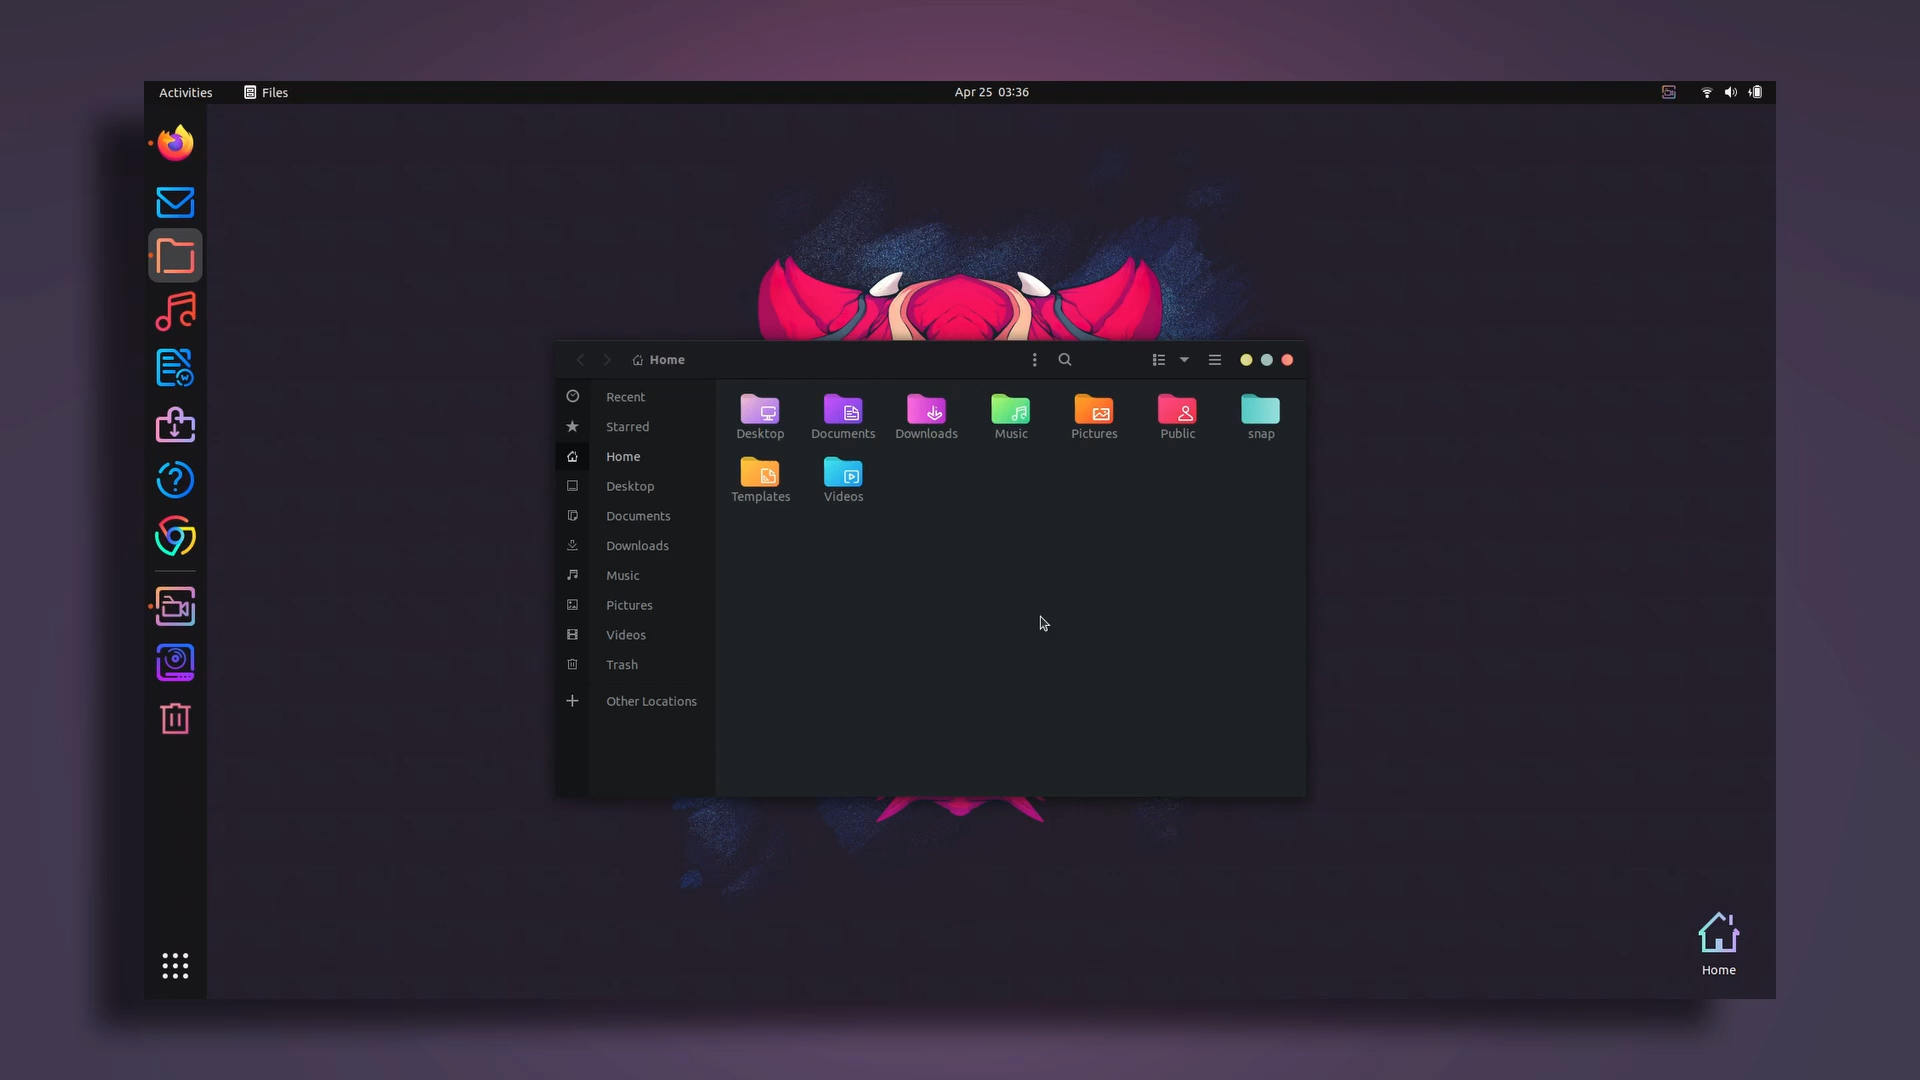 Activities
Files
Apr 25 03:36
Home
Recent
Starred
Home
Desktop
Documents
Downloads
Music
Pictures
Videos
Trash
Other Locations
Desktop
Documents
Downloads
Music
Pictures
Public
snap
Templates
Videos
Home